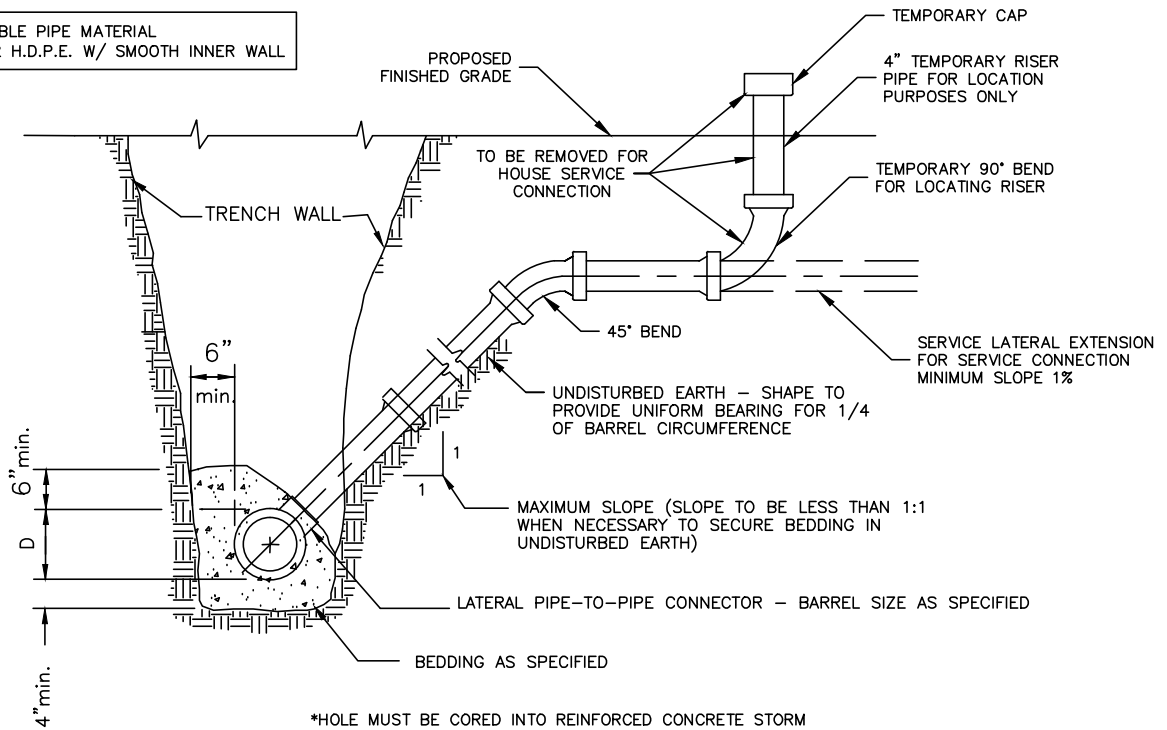 BLE PIPE MATERIAL
H.D.P.E. W/ SMOOTH INNER WALL
TEMPORARY CAP
PROPOSED
FINISHED GRADE
4" TEMPORARY RISER
PIPE FOR LOCATION
PURPOSES ONLY
TO BE REMOVED FOR
HOUSE SERVICE
CONNECTION
TEMPORARY 90° BEND
FOR LOCATING RISER
TRENCH WALL
45° BEND
SERVICE LATERAL EXTENSION
FOR SERVICE CONNECTION
MINIMUM SLOPE 1%
6"
min.
UNDISTURBED EARTH – SHAPE TO
PROVIDE UNIFORM BEARING FOR 1/4
OF BARREL CIRCUMFERENCE
6"min.
1
1
MAXIMUM SLOPE (SLOPE TO BE LESS THAN 1:1
WHEN NECESSARY TO SECURE BEDDING IN
UNDISTURBED EARTH)
D
LATERAL PIPE–TO–PIPE CONNECTOR – BARREL SIZE AS SPECIFIED
BEDDING AS SPECIFIED
4"min.
*HOLE MUST BE CORED INTO REINFORCED CONCRETE STORM